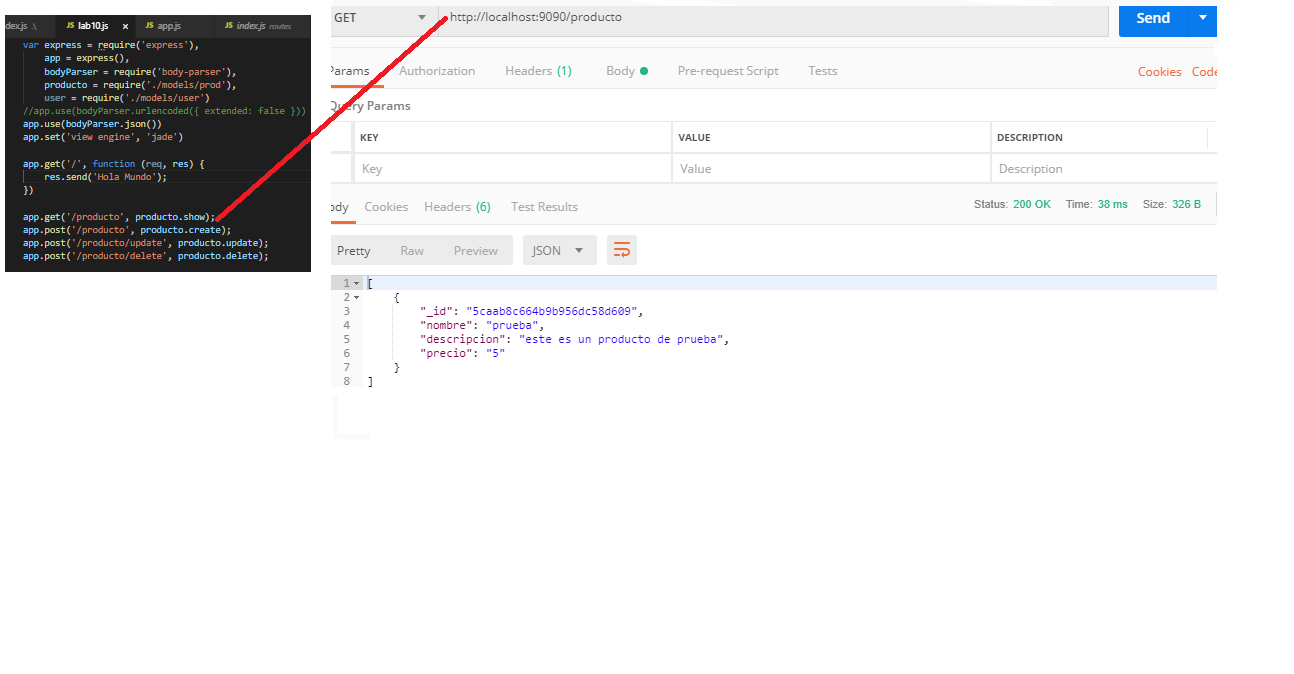 dex.js .\ JS lab10.js × JS app.js JS index.js routes
var express = require('express'),
app = express(),
bodyParser = require('body-parser'),
producto = require('./models/prod'),
user = require('./models/user')
//app.use(bodyParser.urlencoded({ extended: false }))
app.use(bodyParser.json())
app.set('view engine', 'jade')
app.get('/', function (req, res) {
res.send('Hola Mundo');
})
app.get('/producto', producto.show);
app.post('/producto', producto.create);
app.post('/producto/update', producto.update);
app.post('/producto/delete', producto.delete);
GET http://localhost:9090/producto Send
Params Authorization Headers (1) Body Pre-request Script Tests Cookies Code
Query Params
KEY VALUE DESCRIPTION
Key Value Description
ody Cookies Headers (6) Test Results Status: 200 OK Time: 38 ms Size: 326 B
Pretty Raw Preview JSON
1 [
2 {
3 "_id": "5caab8c664b9b956dc58d609",
4 "nombre": "prueba",
5 "descripcion": "este es un producto de prueba",
6 "precio": "5"
7 }
8 ]